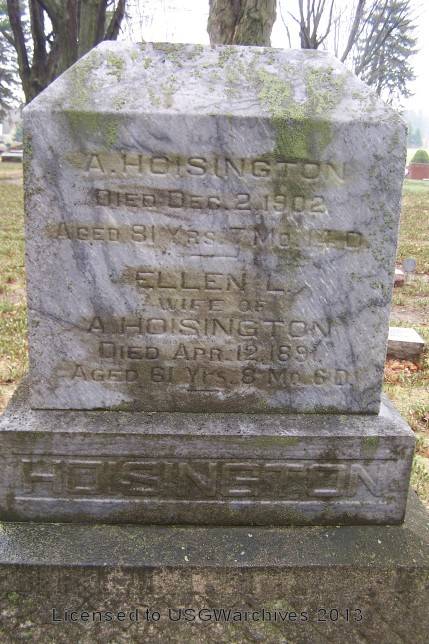 A. HOISINGTON
DIED DEC. 2, 1902
AGED 81 YRS. 7 MO. 14 D.
ELLEN L.
WIFE OF
A. HOISINGTON
DIED APR. 12,
AGED 61 YRS. 8 MO. 6 D.
HOISINGTON
Licensed to USGWarchives 2013